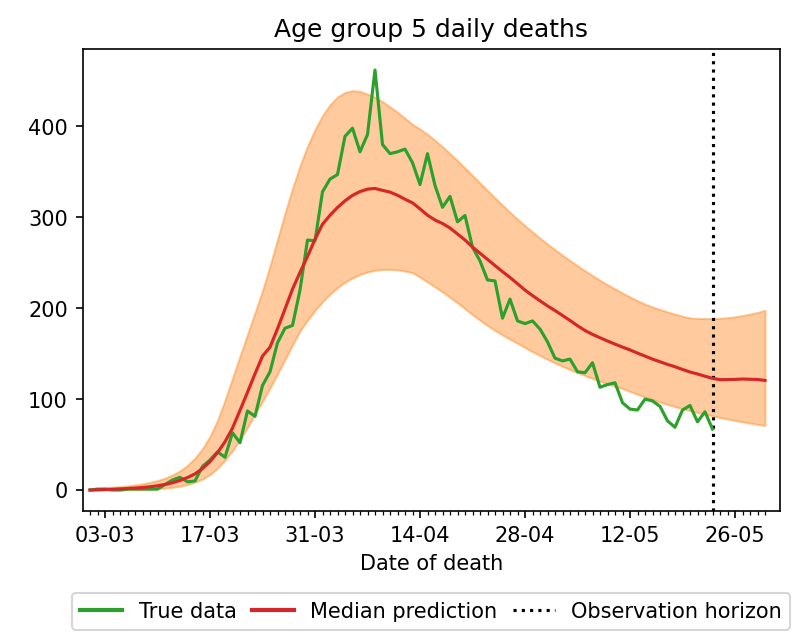 Age group 5 daily deaths
400
300
200
100
0
03-03 17-03 31-03 14-04 28-04 12-05 26-05
Date of death
True data Median prediction Observation horizon